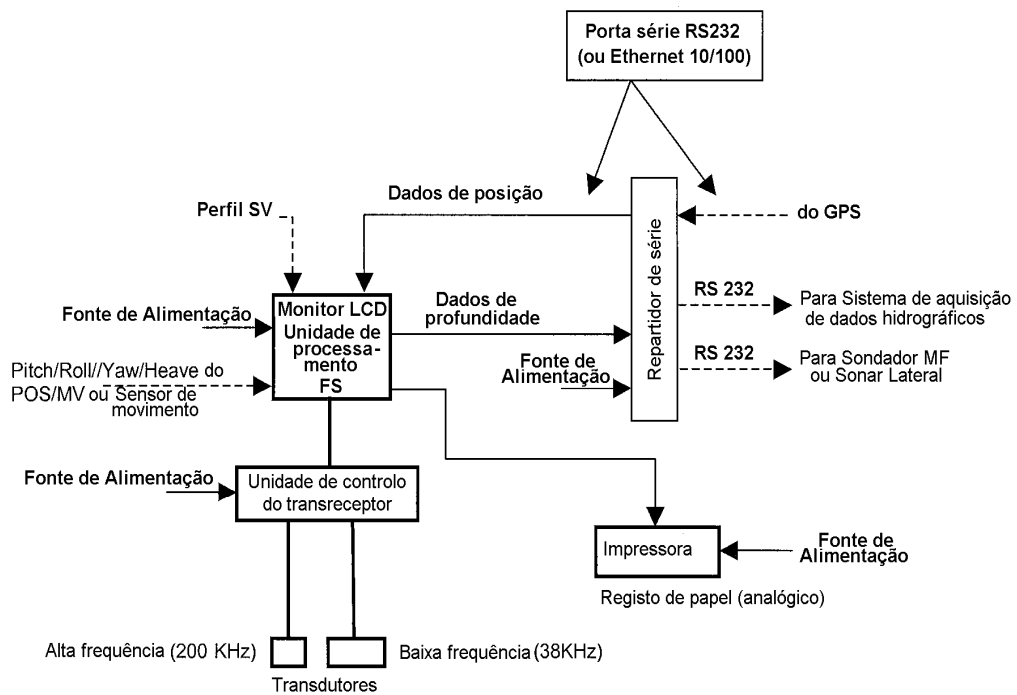 Porta série RS232
(ou Ethernet 10/100)
Dados de posição
Perfil SV
do GPS
Repartidor de série
RS 232
Para Sistema de aquisição
de dados hidrográficos
Monitor LCD
Unidade de
processa-
mento
FS
Dados de
profundidade
Fonte de Alimentação
Fonte de
Alimentação
RS 232
Para Sondador MF
ou Sonar Lateral
Pitch/Roll//Yaw/Heave do
POS/MV ou Sensor de
movimento
Fonte de Alimentação
Unidade de controlo
do transreceptor
Impressora
Fonte de
Alimentação
Registo de papel (analógico)
Alta frequência (200 KHz)
Baixa frequência (38KHz)
Transdutores